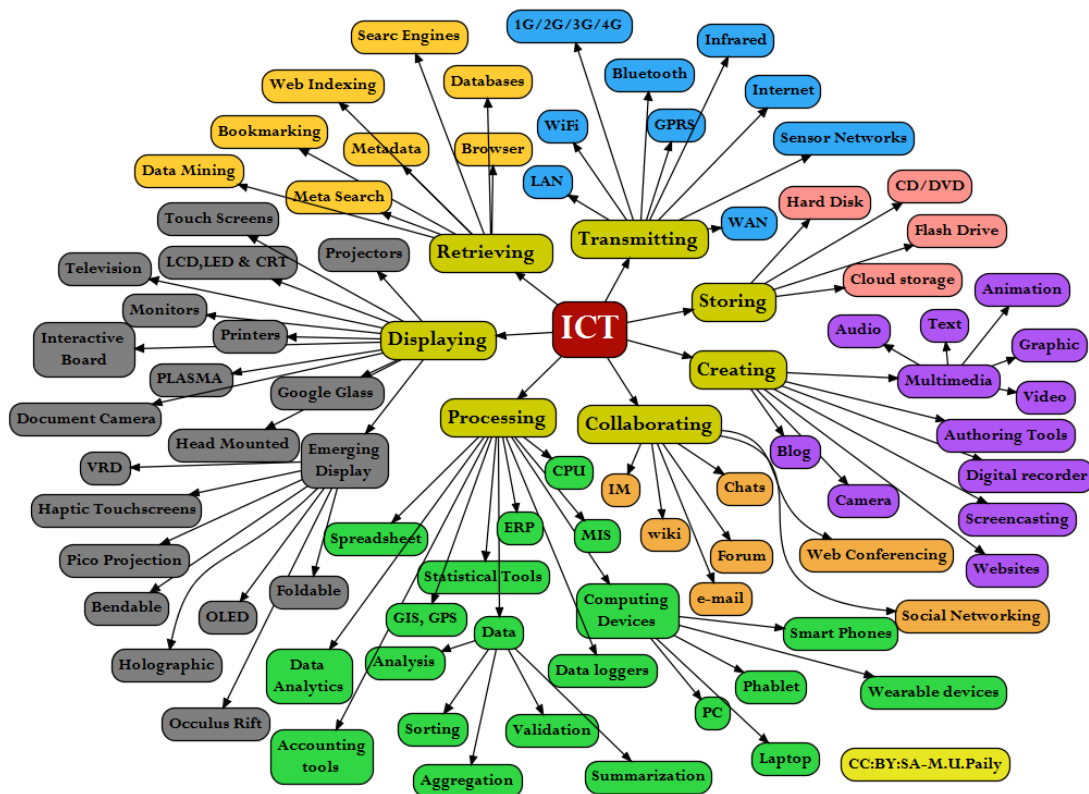 1G/2G/3G/4G
Searc Engines
Infrared
Bluetooth
Databases
Web Indexing
Internet
WiFi
GPRS
Bookmarking
Sensor Networks
Metadata
Browser
Data Mining
LAN
CD/DVD
Meta Search
Hard Disk
Touch Screens
WAN
Flash Drive
Transmitting
Retrieving
Projectors
LCD,LED & CRT
Television
Cloud storage
Animation
Storing
Monitors
ICT
Text
Audio
Printers
Displaying
Interactive
Board
Graphic
Creating
PLASMA
Multimedia
Google Glass
Video
Document Camera
Processing
Collaborating
Head Mounted
Emerging
Display
Authoring Tools
Blog
VRD
CPU
Digital recorder
IM
Chats
Camera
Haptic Touchscreens
Screencasting
ERP
Spreadsheet
MIS
wiki
Forum
Web Conferencing
Pico Projection
Websites
Statistical Tools
Foldable
e-mail
Computing
Devices
Bendable
OLED
GIS, GPS
Social Networking
Data
Smart Phones
Holographic
Data
Analytics
Analysis
Data loggers
Phablet
Wearable devices
Occulus Rift
PC
Sorting
Validation
Accounting
tools
Laptop
CC:BY:SA-M.U.Paily
Aggregation
Summarization